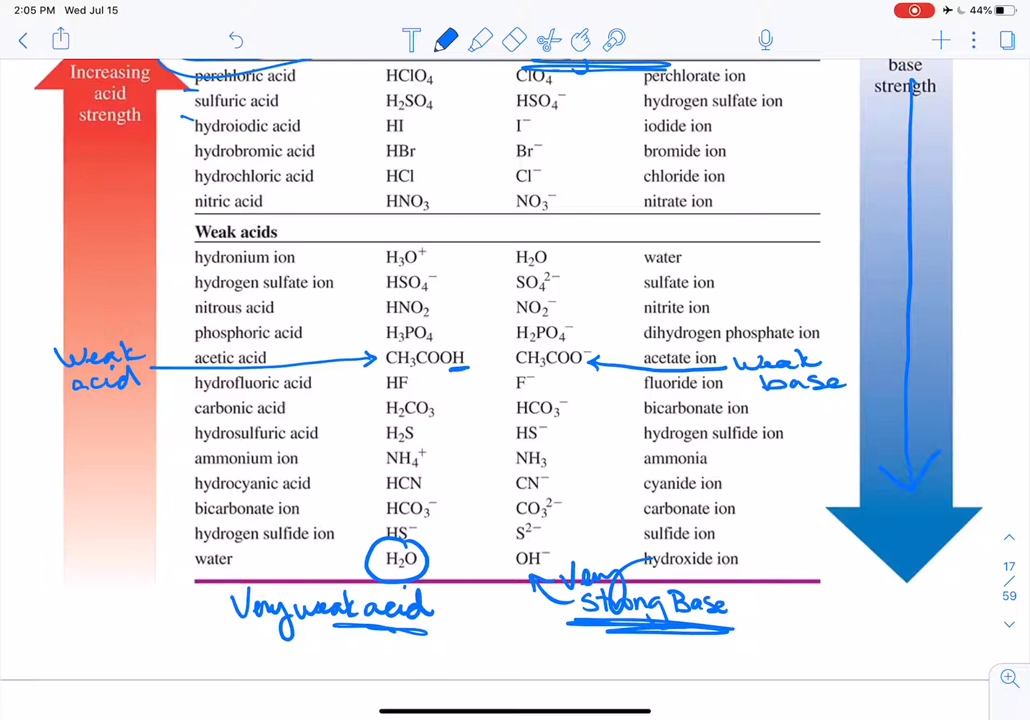 2:05 PM Wed Jul 15
44%
T
Increasing
acid
strength
base
strength
perchloric acid HClO₄ ClO₄ perchlorate ion
sulfuric acid H₂SO₄ HSO₄⁻ hydrogen sulfate ion
hydroiodic acid HI I⁻ iodide ion
hydrobromic acid HBr Br⁻ bromide ion
hydrochloric acid HCl Cl⁻ chloride ion
nitric acid HNO₃ NO₃⁻ nitrate ion
Weak acids
hydronium ion H₃O⁺ H₂O water
hydrogen sulfate ion HSO₄⁻ SO₄²⁻ sulfate ion
nitrous acid HNO₂ NO₂⁻ nitrite ion
phosphoric acid H₃PO₄ H₂PO₄⁻ dihydrogen phosphate ion
Weak
acid
acetic acid CH₃COOH CH₃COO⁻ acetate ion
Weak
base
hydrofluoric acid HF F⁻ fluoride ion
carbonic acid H₂CO₃ HCO₃⁻ bicarbonate ion
hydrosulfuric acid H₂S HS⁻ hydrogen sulfide ion
ammonium ion NH₄⁺ NH₃ ammonia
hydrocyanic acid HCN CN⁻ cyanide ion
bicarbonate ion HCO₃⁻ CO₃²⁻ carbonate ion
hydrogen sulfide ion HS⁻ S²⁻ sulfide ion
water H₂O OH⁻ hydroxide ion
Very weak acid
Very
strong Base
17
/
59